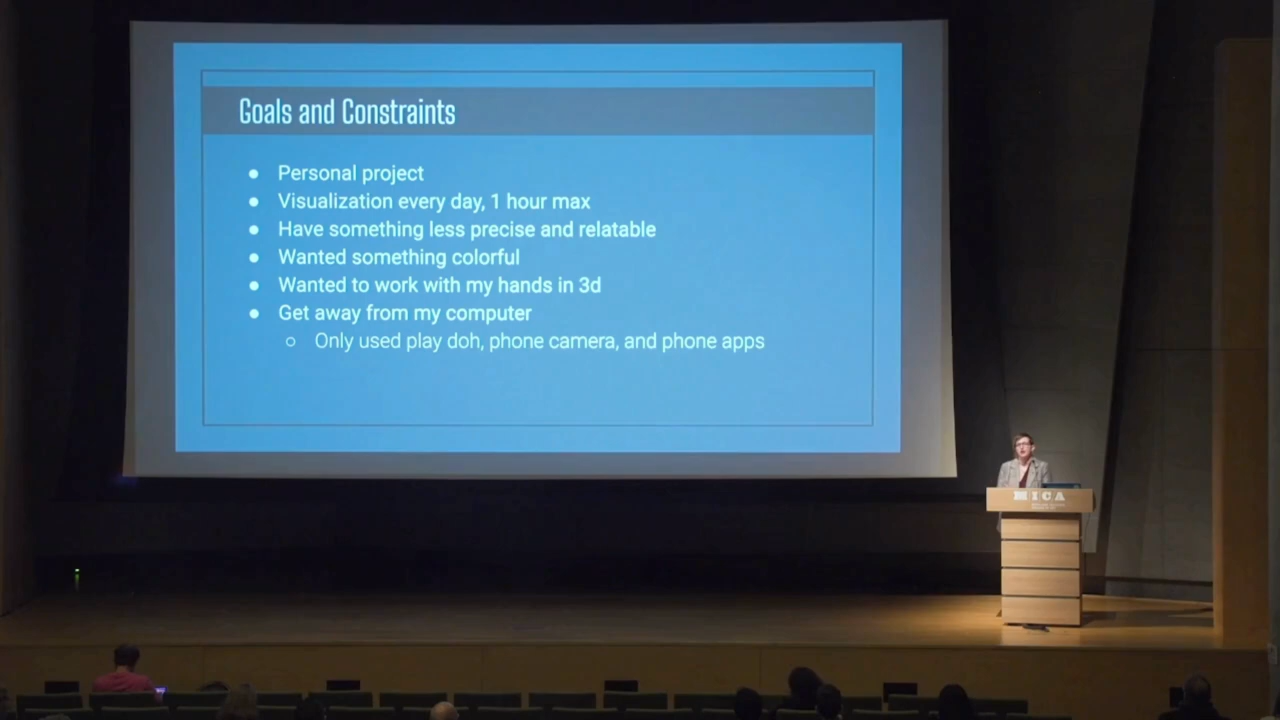 Goals and Constraints
● Personal project
● Visualization every day, 1 hour max
● Have something less precise and relatable
● Wanted something colorful
● Wanted to work with my hands in 3d
● Get away from my computer
○ Only used play doh, phone camera, and phone apps
MICA